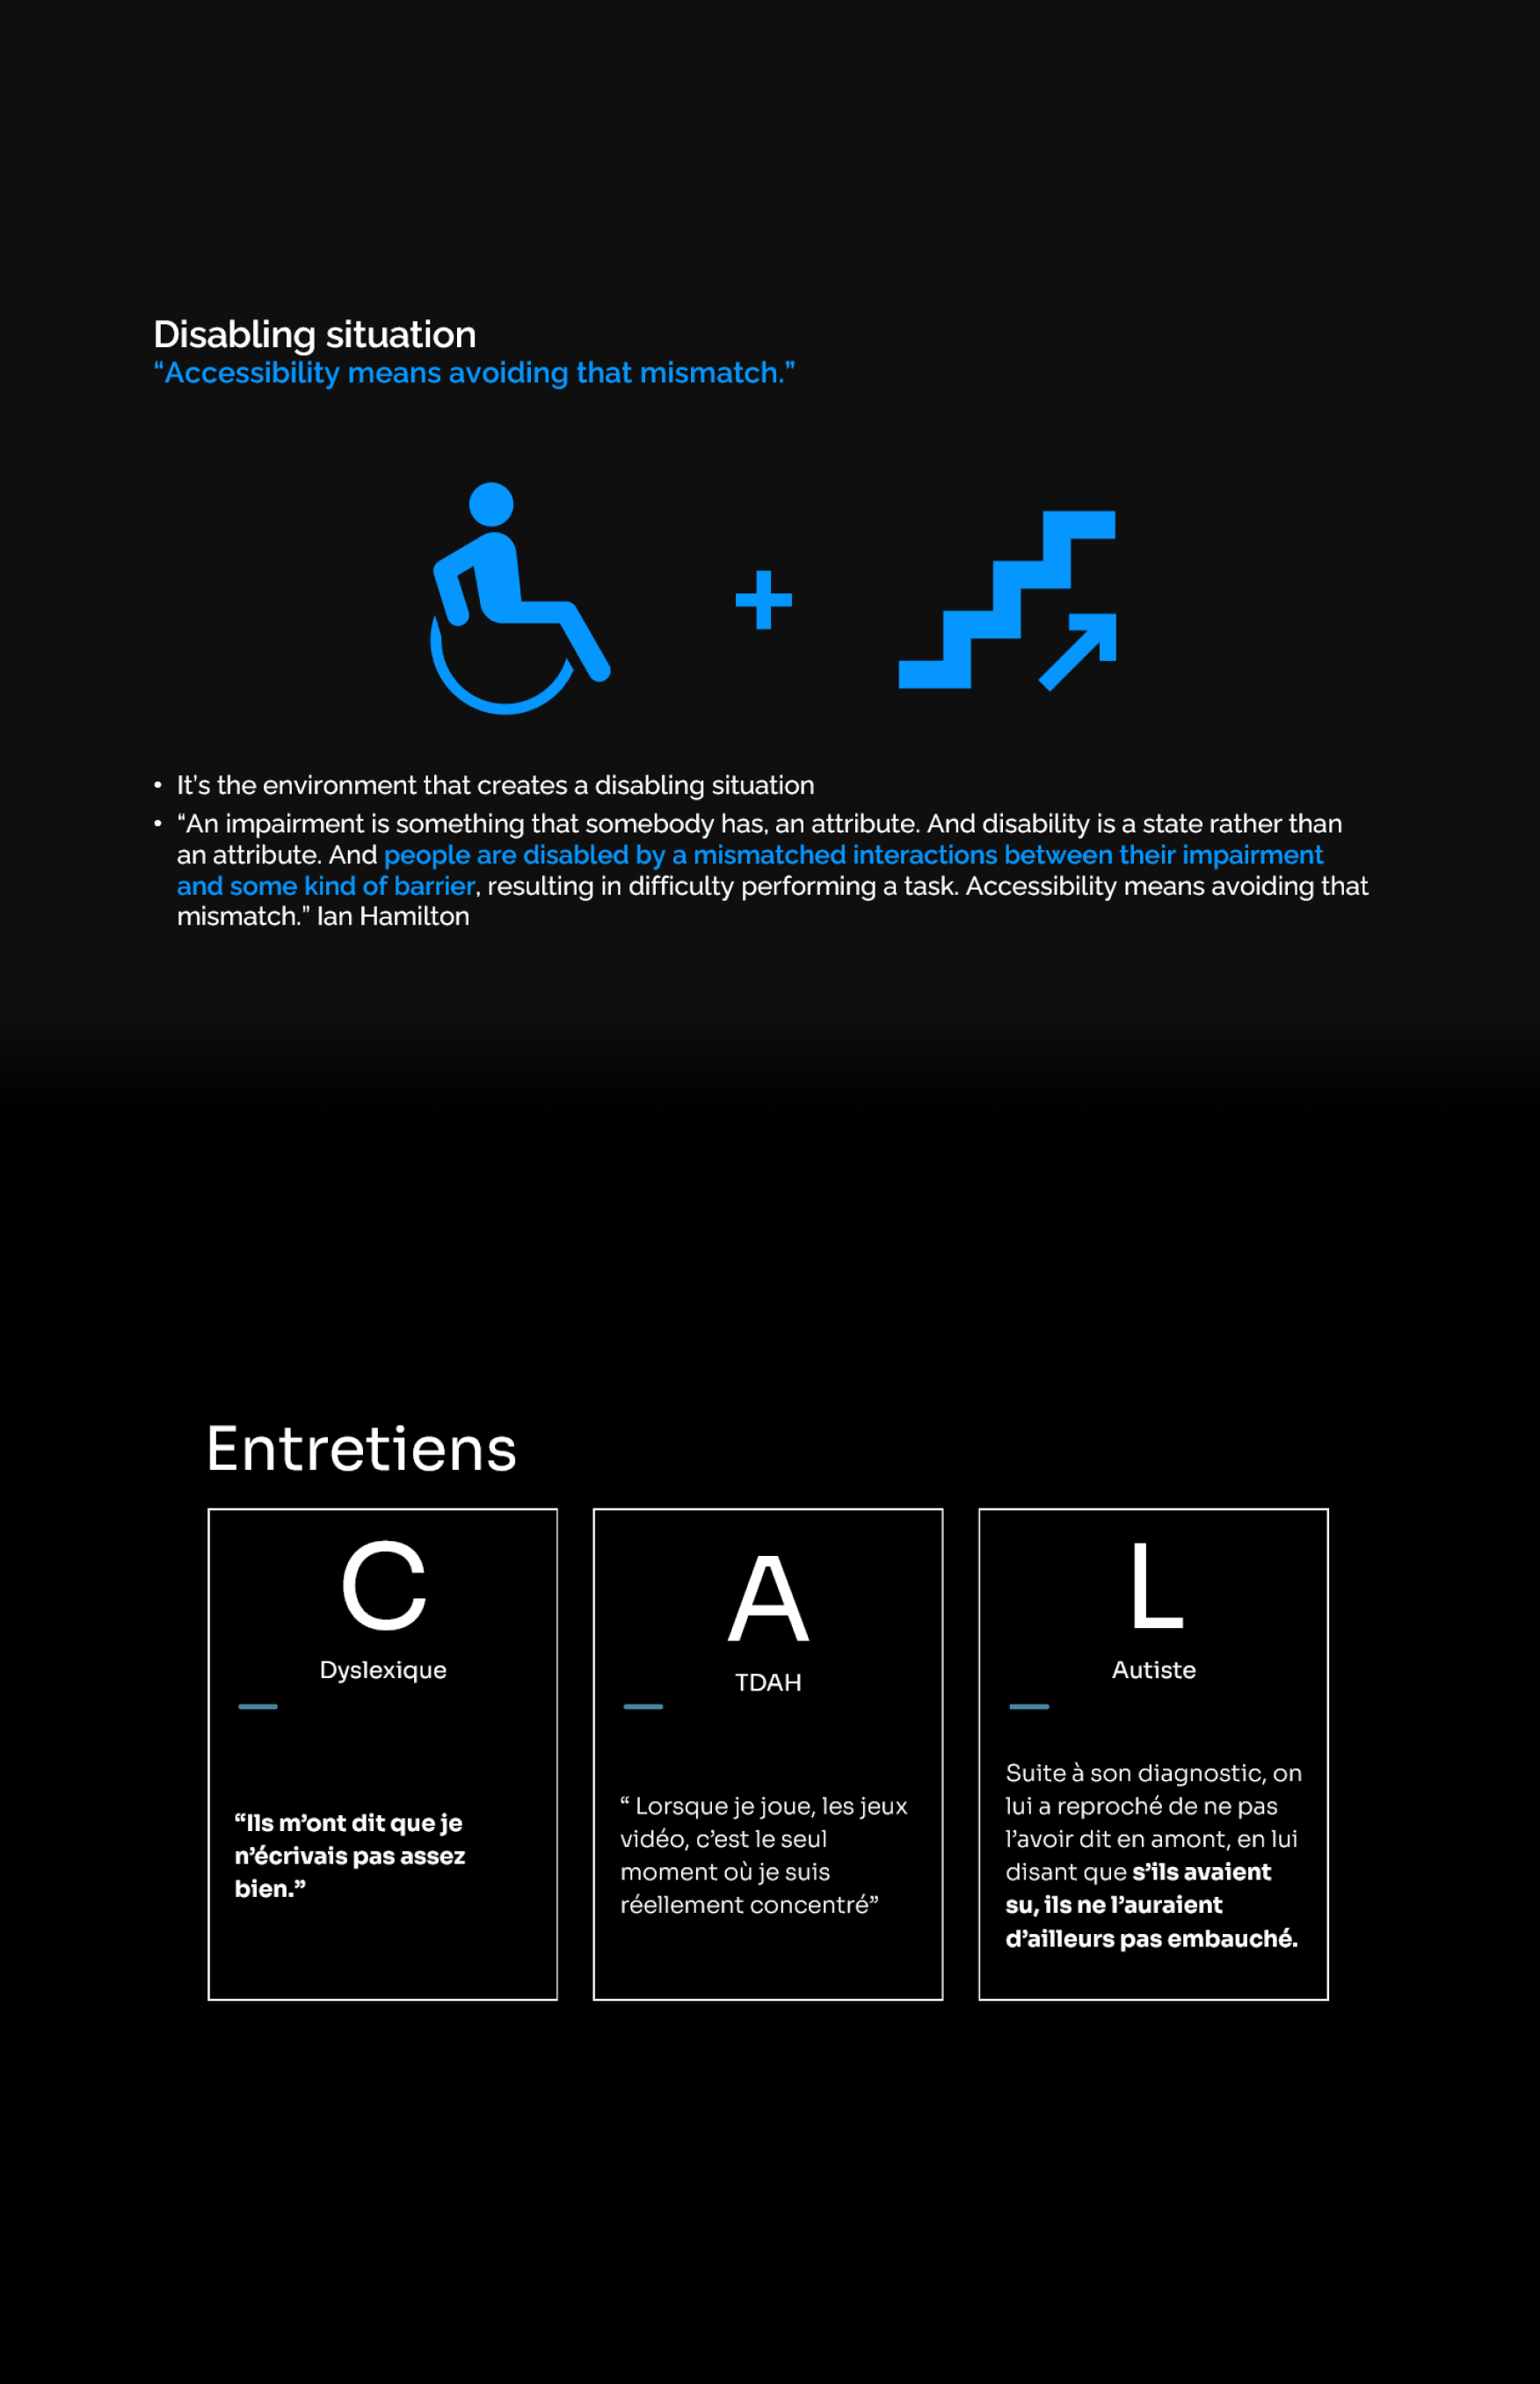 Disabling situation
“Accessibility means avoiding that mismatch.”
• It’s the environment that creates a disabling situation
• “An impairment is something that somebody has, an attribute. And disability is a state rather than
an attribute. And people are disabled by a mismatched interactions between their impairment
and some kind of barrier, resulting in difficulty performing a task. Accessibility means avoiding that
mismatch.” Ian Hamilton
Entretiens
C
Dyslexique
“Ils m’ont dit que je
n’écrivais pas assez
bien.”
A
TDAH
“ Lorsque je joue, les jeux
vidéo, c’est le seul
moment où je suis
réellement concentré”
L
Autiste
Suite à son diagnostic, on
lui a reproché de ne pas
l’avoir dit en amont, en lui
disant que s’ils avaient
su, ils ne l’auraient
d’ailleurs pas embauché.